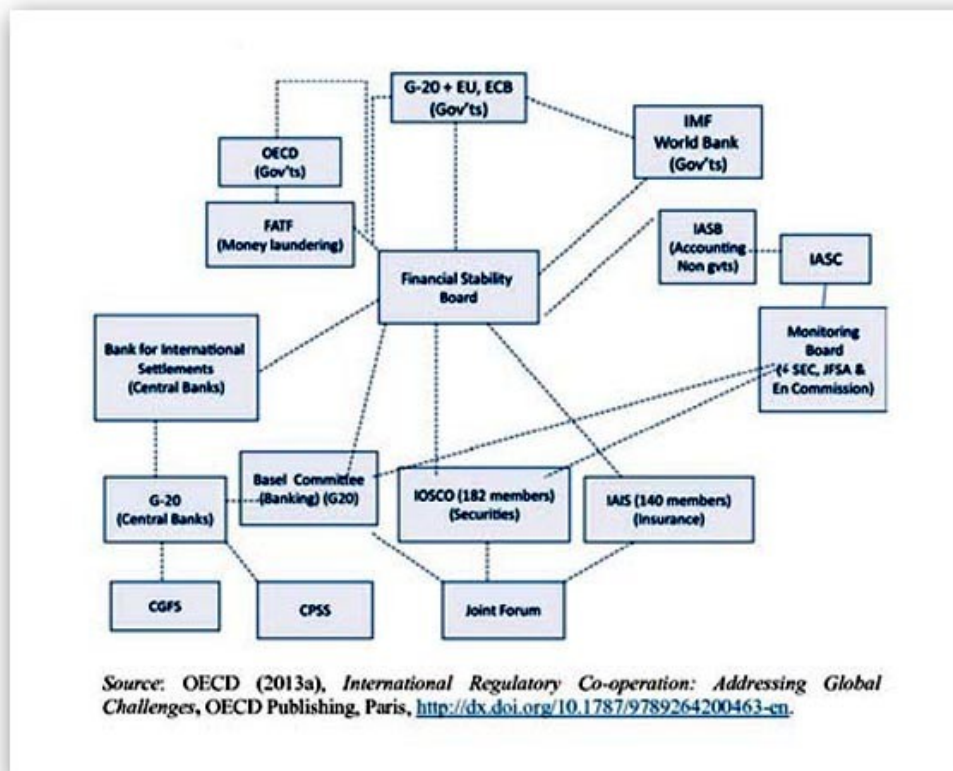 G-20 + EU, ECB
(Gov'ts)
IMF
World Bank
(Gov'ts)
OECD
(Gov'ts)
FATF
(Money laundering)
IASB
(Accounting
Non gvts)
IASC
Financial Stability
Board
Bank for International
Settlements
(Central Banks)
Monitoring
Board
( SEC, JFSA &
En Commission)
Basel Committee
(Banking) (G20)
IOSCO (182 members)
(Securities)
IAIS (140 members)
(Insurance)
G-20
(Central Banks)
CGFS
CPSS
Joint Forum
Source: OECD (2013a), International Regulatory Co-operation: Addressing Global
Challenges, OECD Publishing, Paris, http://dx.doi.org/10.1787/9789264200463-en.